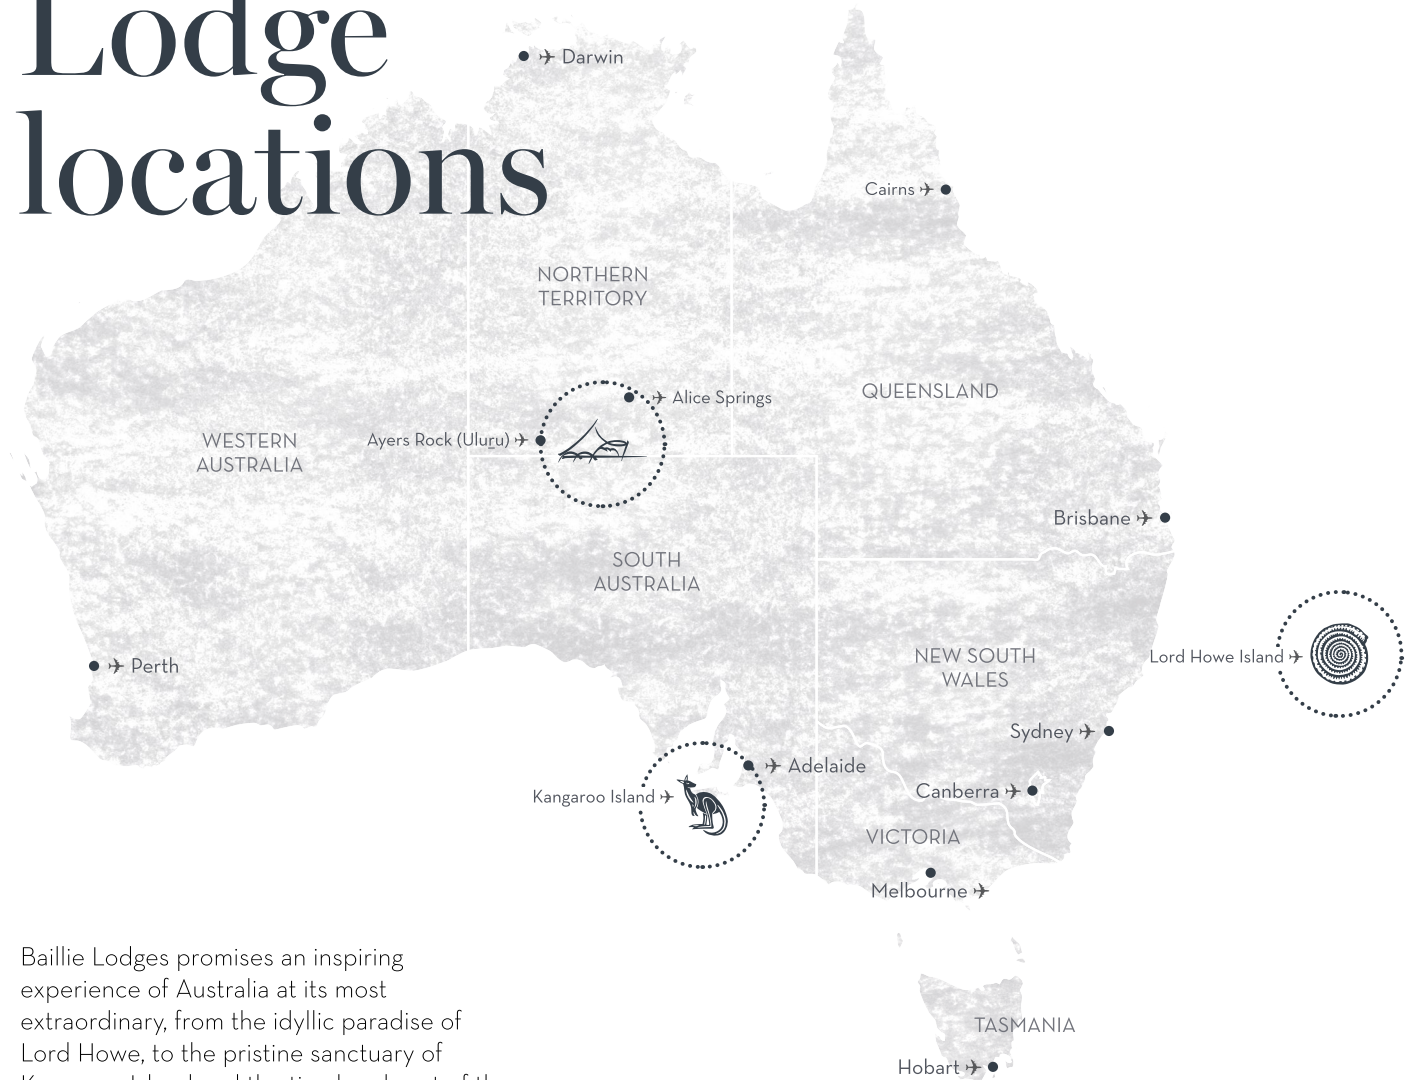 Lodge
locations
Darwin
Cairns
NORTHERN
TERRITORY
Alice Springs
QUEENSLAND
Ayers Rock (Uluṟu)
WESTERN
AUSTRALIA
Brisbane
SOUTH
AUSTRALIA
NEW SOUTH
WALES
Lord Howe Island
Perth
Sydney
Adelaide
Kangaroo Island
Canberra
VICTORIA
Melbourne
Baillie Lodges promises an inspiring
experience of Australia at its most
extraordinary, from the idyllic paradise of
Lord Howe, to the pristine sanctuary of
TASMANIA
Hobart